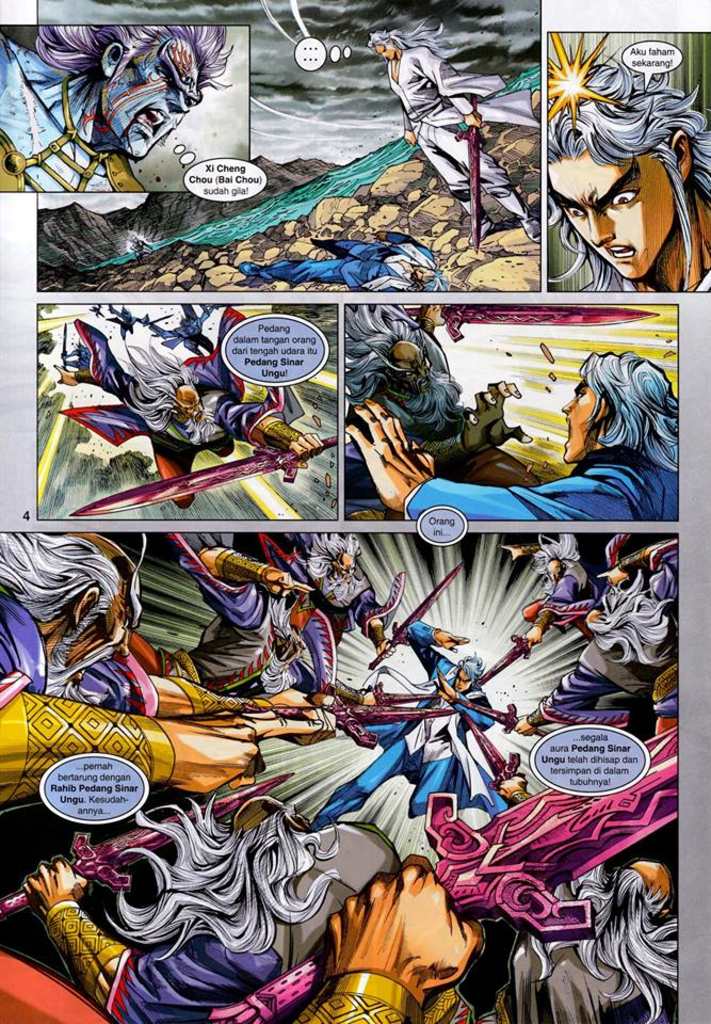 ...
...
Xi Cheng
Chou (Bai Chou)
sudah gila!
Aku faham
sekarang!
Pedang
dalam tangan orang
dari tengah udara itu
Pedang Sinar
Ungu!
4
Orang
ini...
...pernah
bertarung dengan
Rahib Pedang Sinar
Ungu. Kesudah-
annya...
...segala
aura Pedang Sinar
Ungu telah dihisap dan
tersimpan di dalam
tubuhnya!